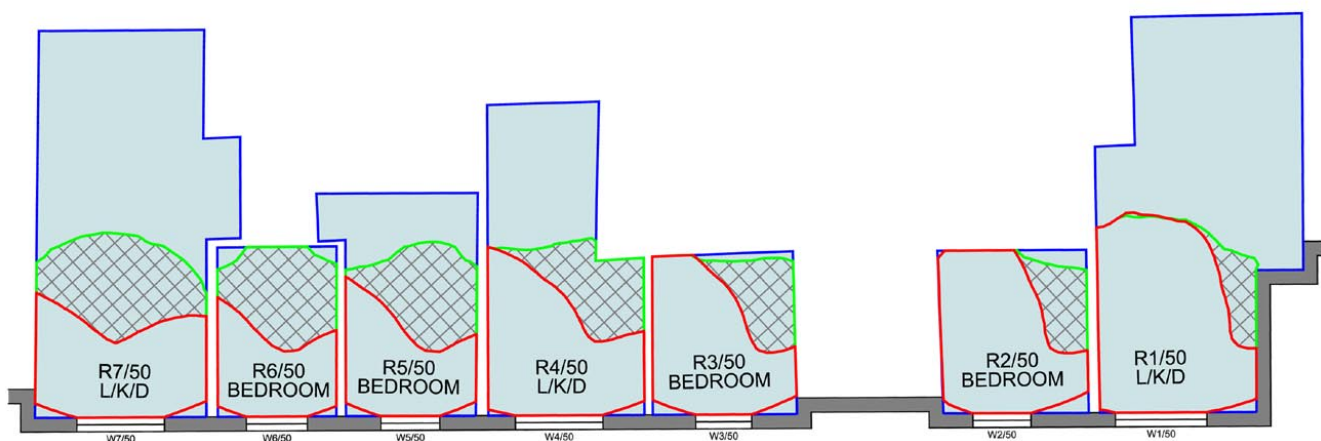 R7/50
L/K/D
R6/50
BEDROOM
R5/50
BEDROOM
R4/50
L/K/D
R3/50
BEDROOM
R2/50
BEDROOM
R1/50
L/K/D
W7/50
W6/50
W5/50
W4/50
W3/50
W2/50
W1/50